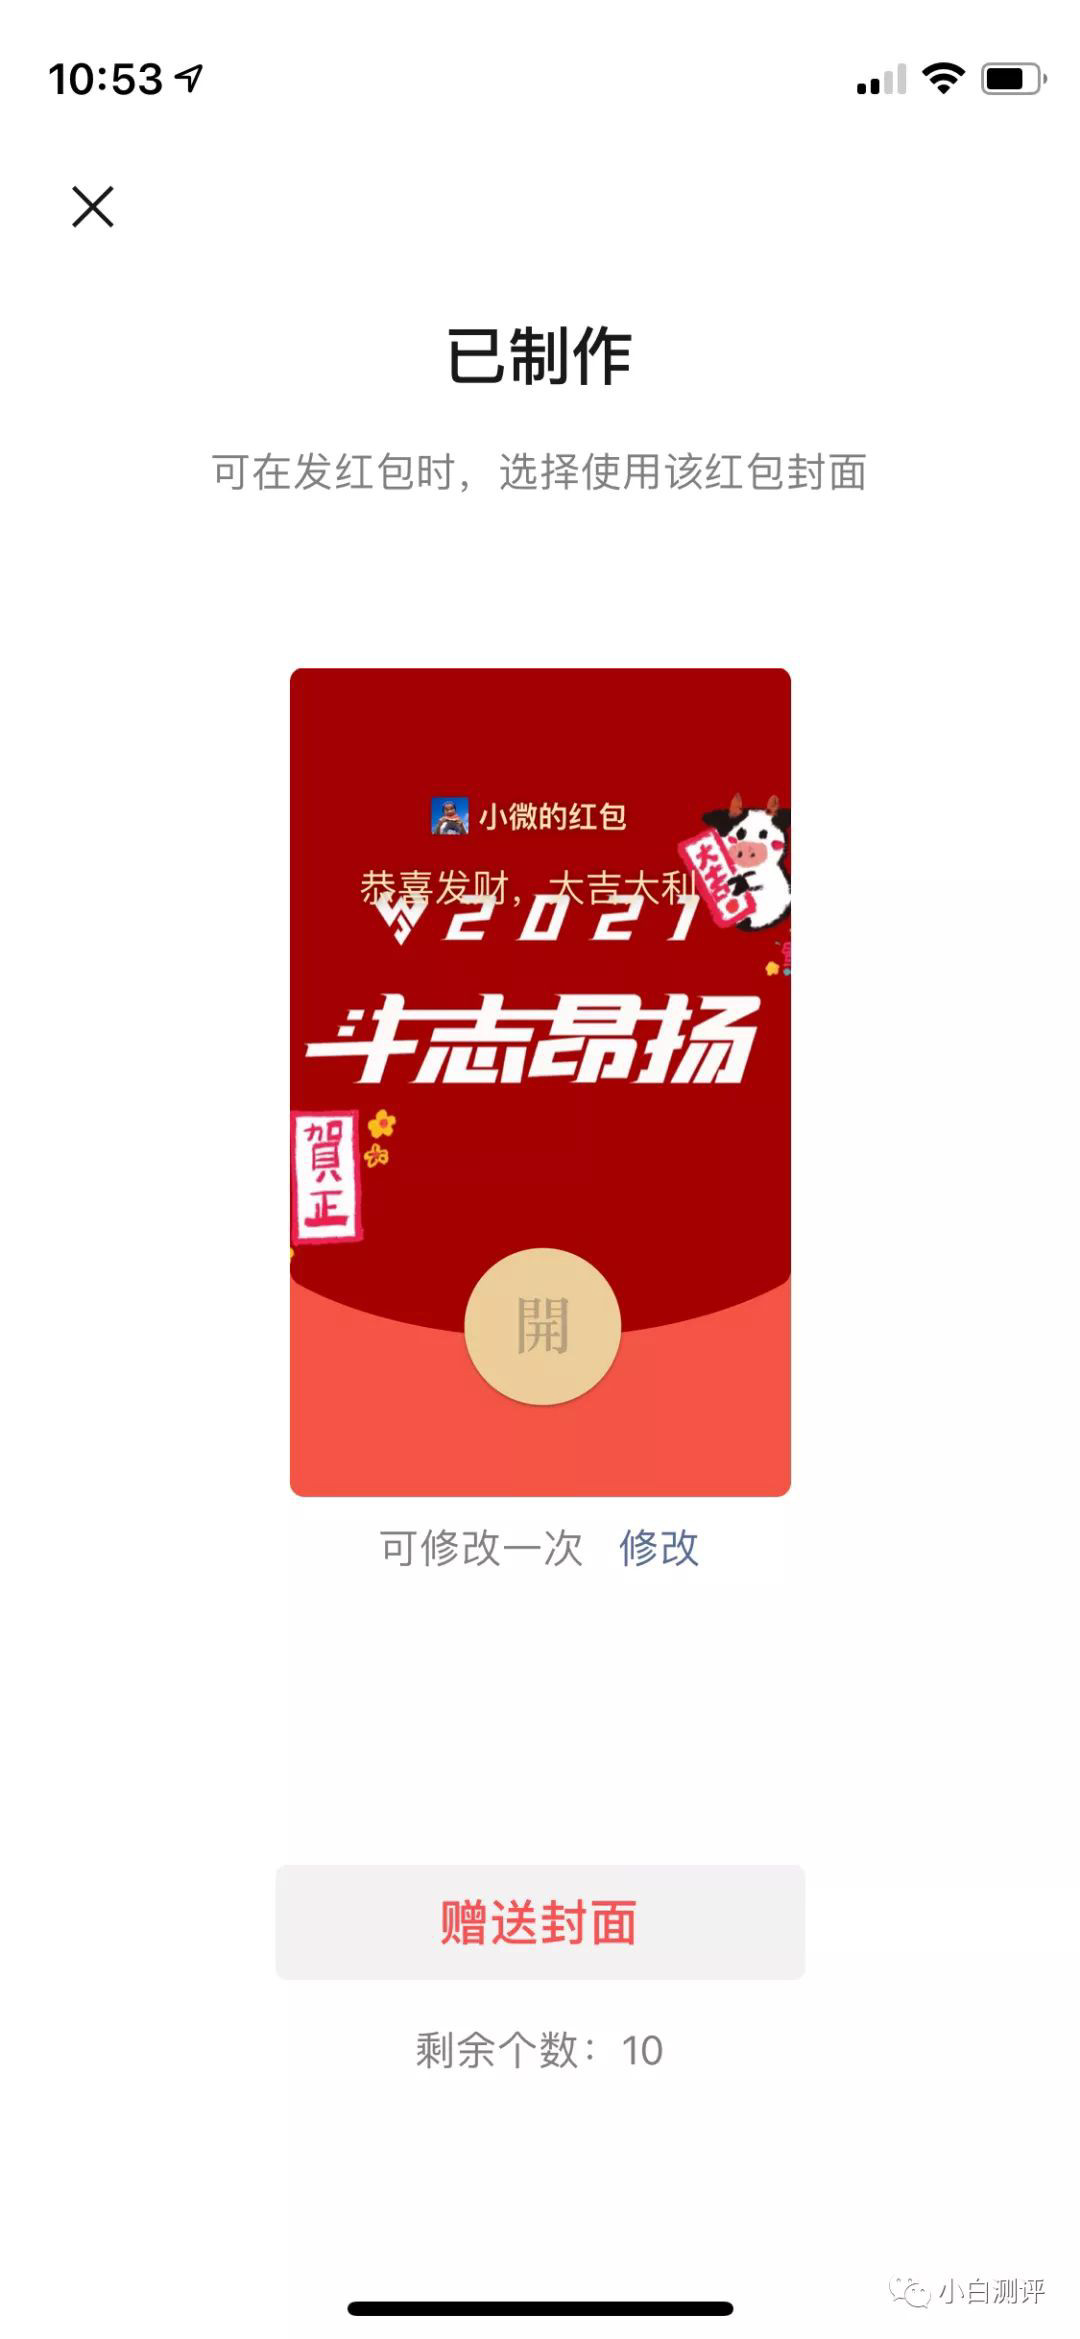 10:53
已制作
可在发红包时，选择使用该红包封面
小微的红包
恭喜发财，大吉大利
大吉
2021
斗志昂扬
賀正
開
可修改一次 修改
赠送封面
剩余个数：10
小白测评